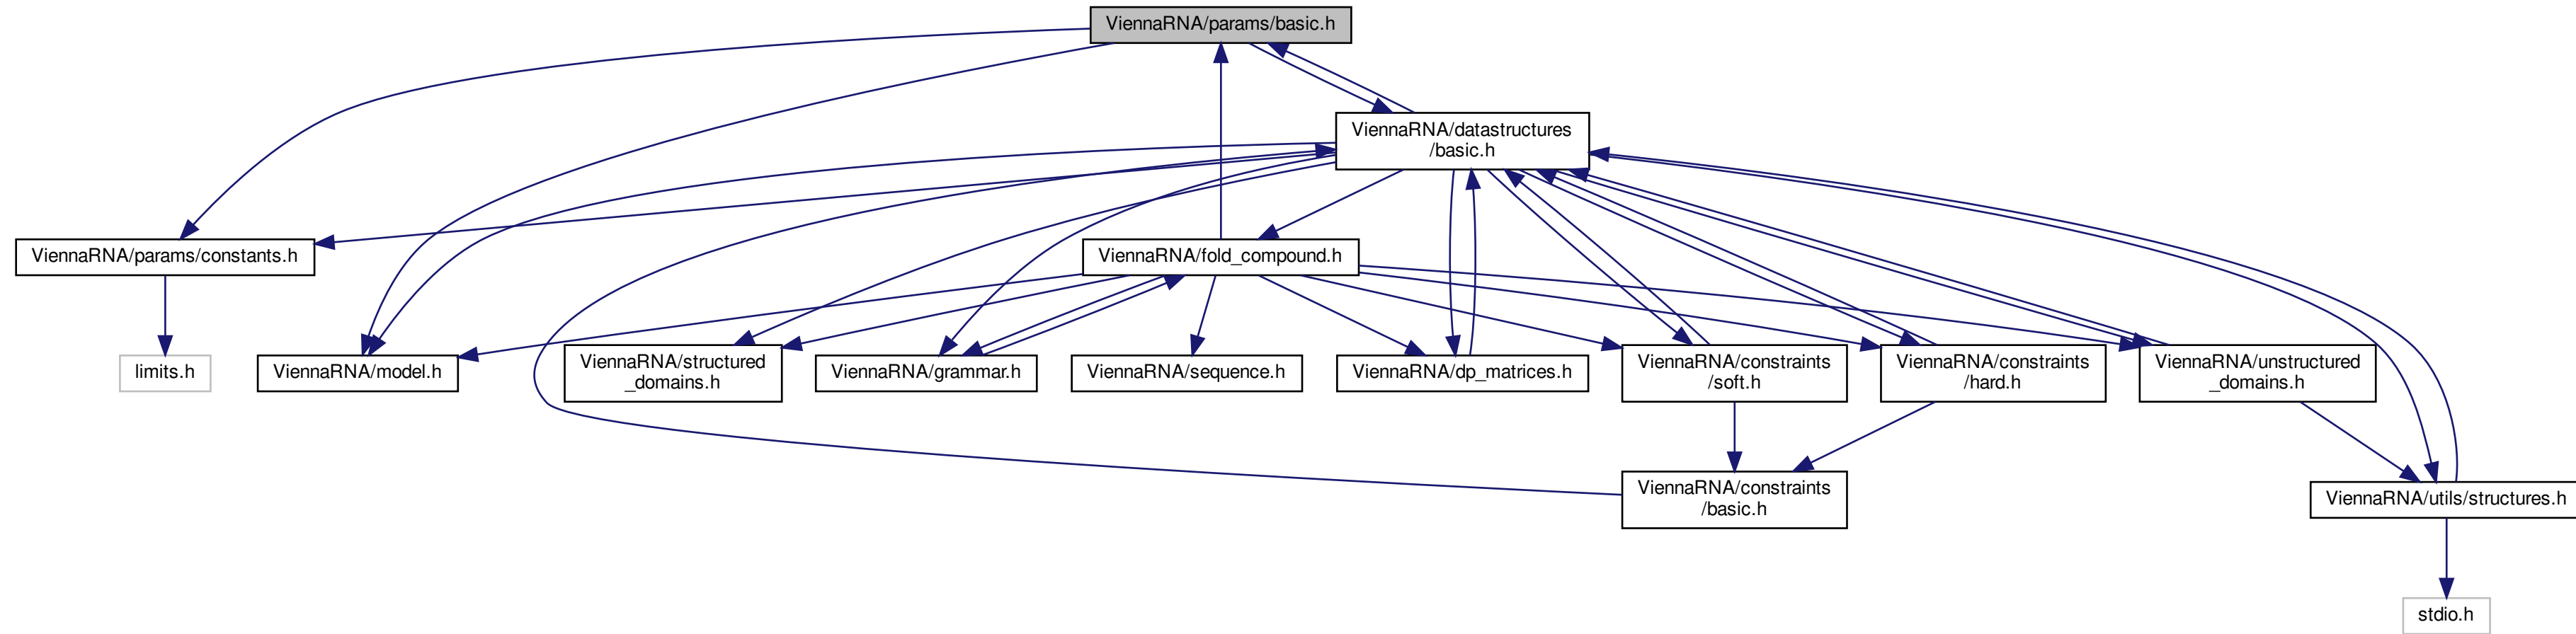 ViennaRNA/params/basic.h
ViennaRNA/datastructures
/basic.h
ViennaRNA/params/constants.h
ViennaRNA/fold_compound.h
limits.h
ViennaRNA/model.h
ViennaRNA/structured
_domains.h
ViennaRNA/grammar.h
ViennaRNA/sequence.h
ViennaRNA/dp_matrices.h
ViennaRNA/constraints
/soft.h
ViennaRNA/constraints
/hard.h
ViennaRNA/unstructured
_domains.h
ViennaRNA/constraints
/basic.h
ViennaRNA/utils/structures.h
stdio.h